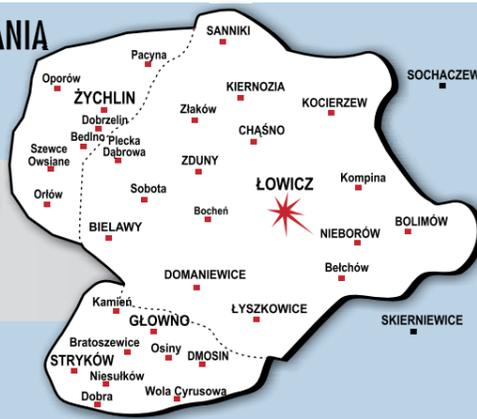 ANIA
SANNIKI
Pacyna
Oporów
SOCHACZEW
KIERNOZIA
ŻYCHLIN
KOCIERZEW
Złaków
Dobrzelin
CHĄŚNO
Bedlno
Plecka
Dąbrowa
Szewce
Owsiane
ZDUNY
Kompina
ŁOWICZ
Sobota
Orłów
Bocheń
BOLIMÓW
BIELAWY
NIEBORÓW
Bełchów
DOMANIEWICE
Kamień
ŁYSZKOWICE
GŁOWNO
SKIERNIEWICE
Bratoszewice
Osiny
DMOSIN
STRYKÓW
Niesułków
Dobra
Wola Cyrusowa